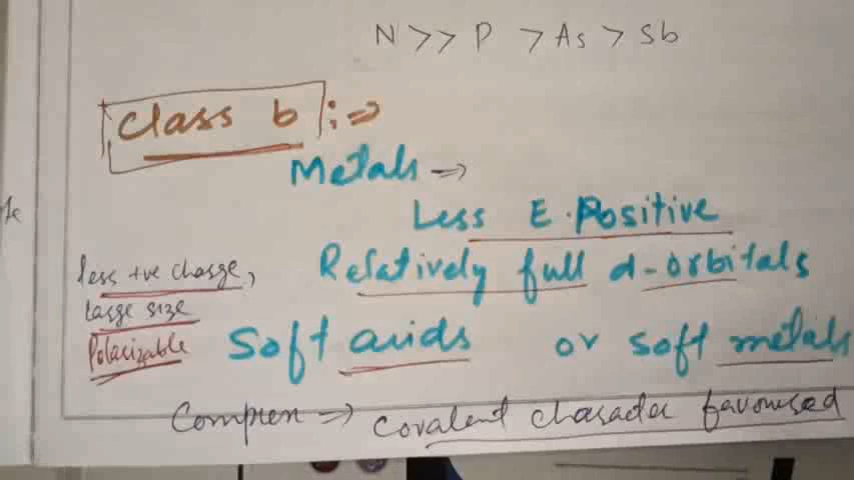 N >> P > As > Sb
Class b :⇒
Metals →
Less E.Positive
Relatively full d-orbitals
less +ve charge,
large size
Polarizable
Soft acids or soft metals
⇒ covalent character favoured